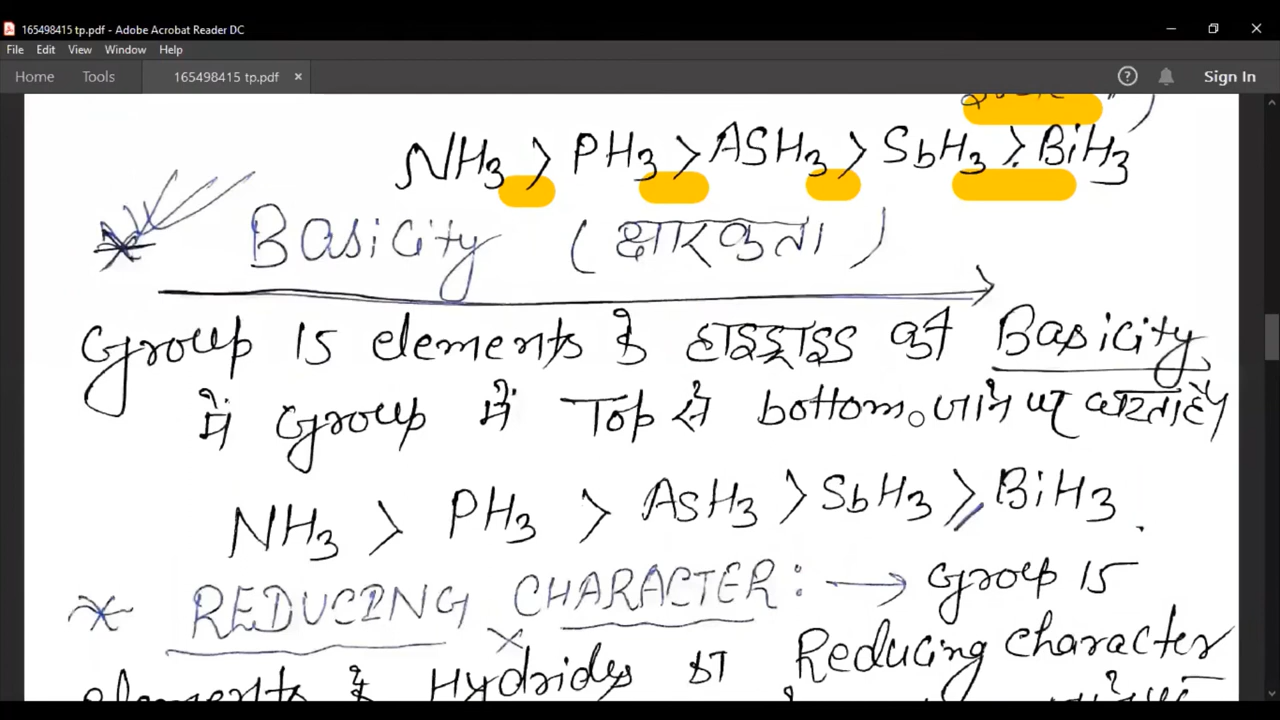 165498415 tp.pdf - Adobe Acrobat Reader DC
File Edit View Window Help
Home Tools 165498415 tp.pdf × Sign In
NH3 > PH3 > ASH3 > SbH3 > BiH3
Basicity (क्षारकता)
Group 15 elements के हाइड्राइड की Basicity
में Group में Top से bottom जाने पर
NH3 > PH3 > AsH3 > SbH3 > BiH3
REDUCING CHARACTER: → Group 15
elements के Hydrides का Reducing character